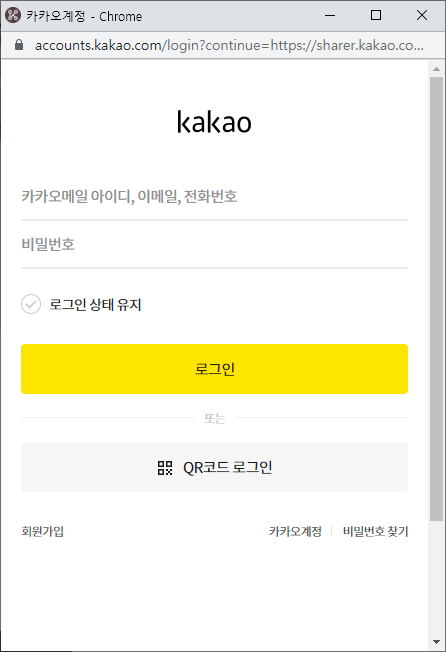 카카오계정 - Chrome
accounts.kakao.com/login?continue=https://sharer.kakao.co...
kakao
카카오메일 아이디, 이메일, 전화번호
비밀번호
로그인 상태 유지
로그인
또는
QR코드 로그인
회원가입 카카오계정 비밀번호 찾기